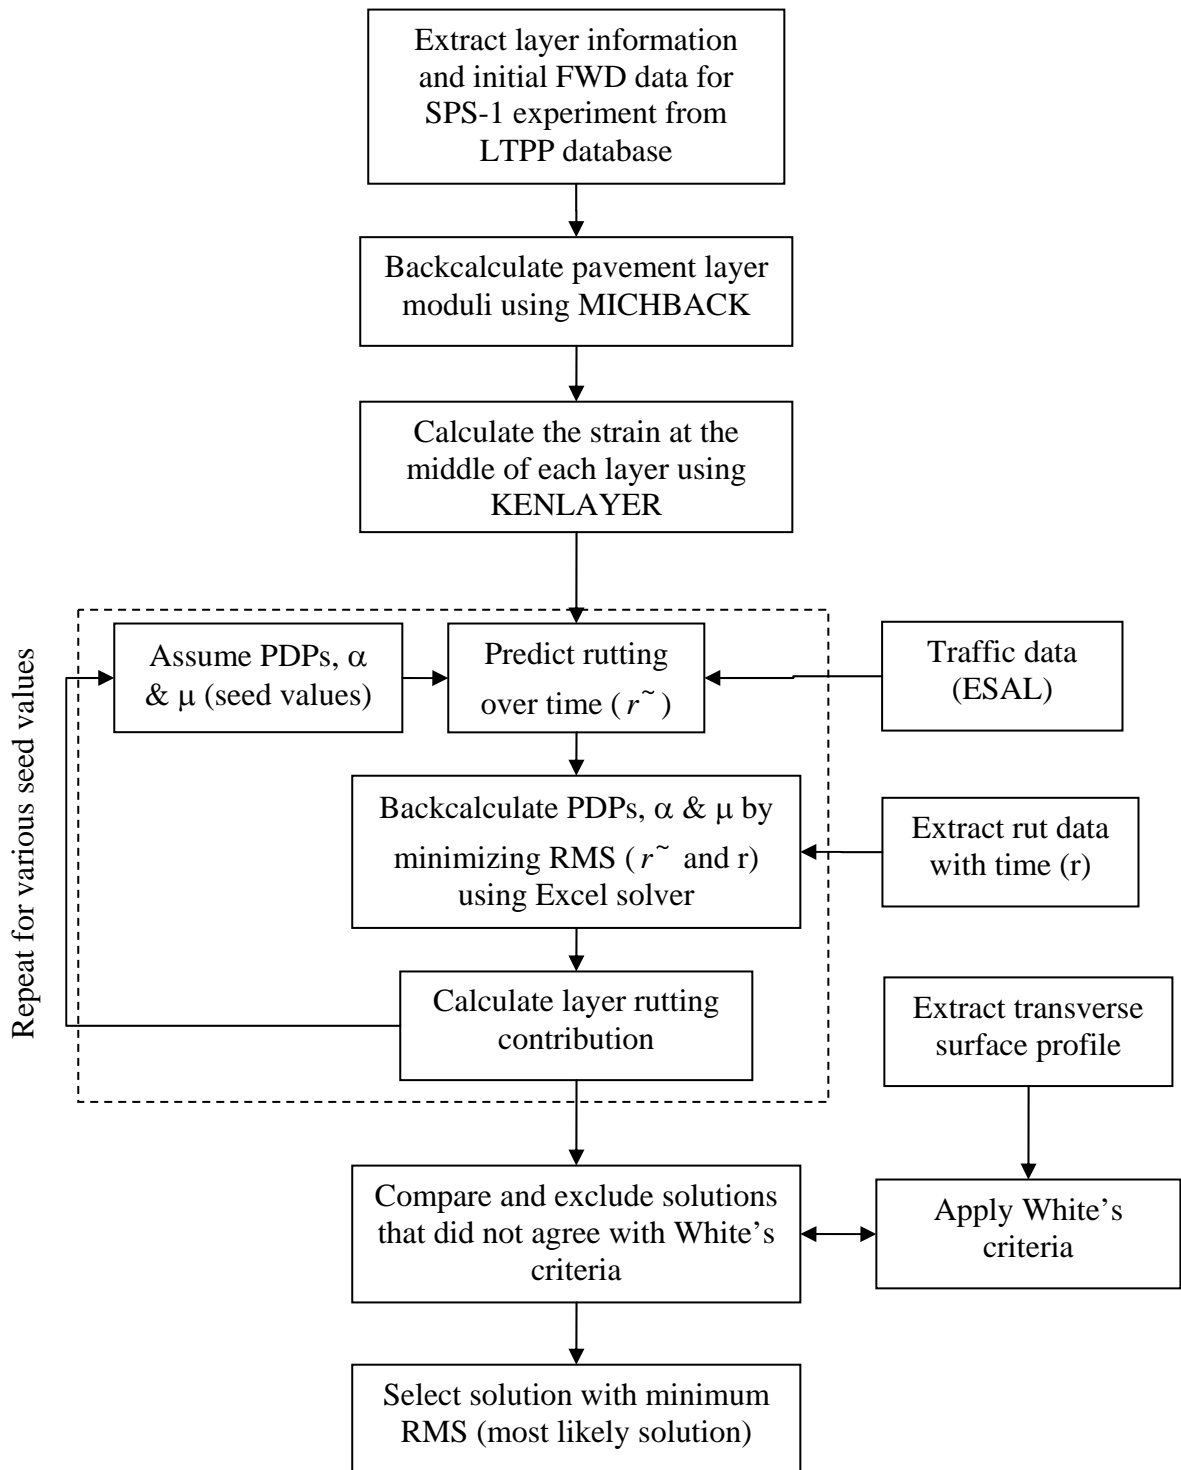 Extract layer information
and initial FWD data for
SPS-1 experiment from
LTPP database
Backcalculate pavement layer
moduli using MICHBACK
Calculate the strain at the
middle of each layer using
KENLAYER
Repeat for various seed values
Assume PDPs, α
& μ (seed values)
Predict rutting
over time ( r˜ )
Traffic data
(ESAL)
Backcalculate PDPs, α & μ by
minimizing RMS ( r˜ and r)
using Excel solver
Extract rut data
with time (r)
Calculate layer rutting
contribution
Extract transverse
surface profile
Compare and exclude solutions
that did not agree with White’s
criteria
Apply White’s
criteria
Select solution with minimum
RMS (most likely solution)